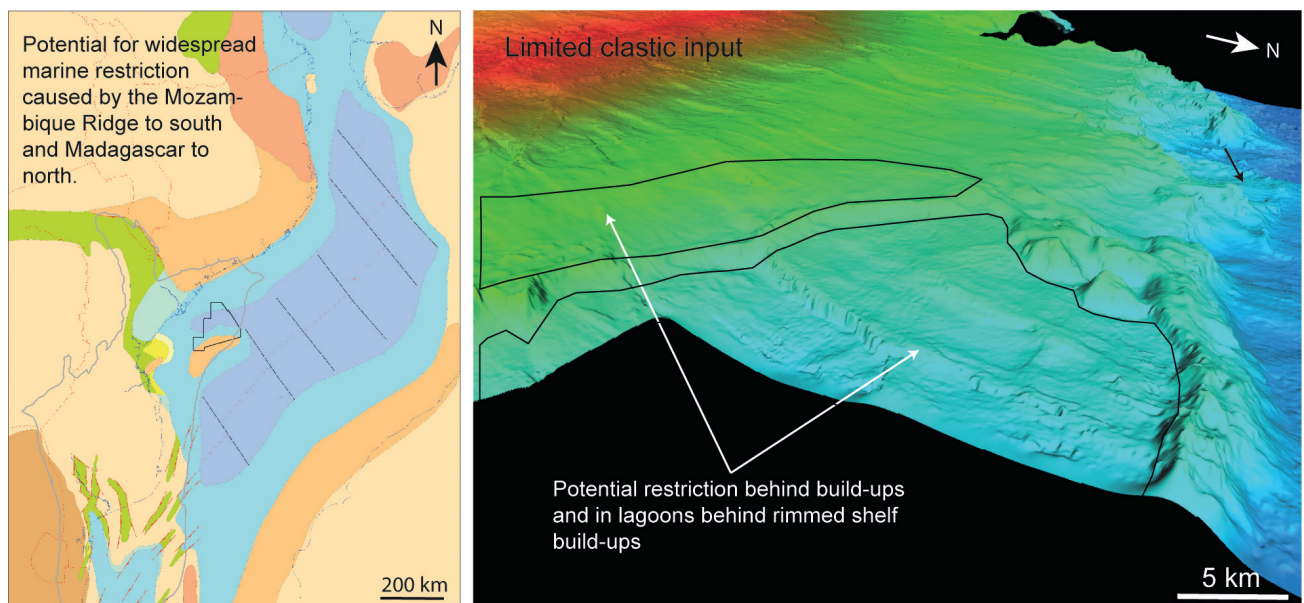 Potential for widespread
marine restriction
caused by the Mozam-
bique Ridge to south
and Madagascar to
north.
N
200 km
Limited clastic input
N
Potential restriction behind build-ups
and in lagoons behind rimmed shelf
build-ups
5 km